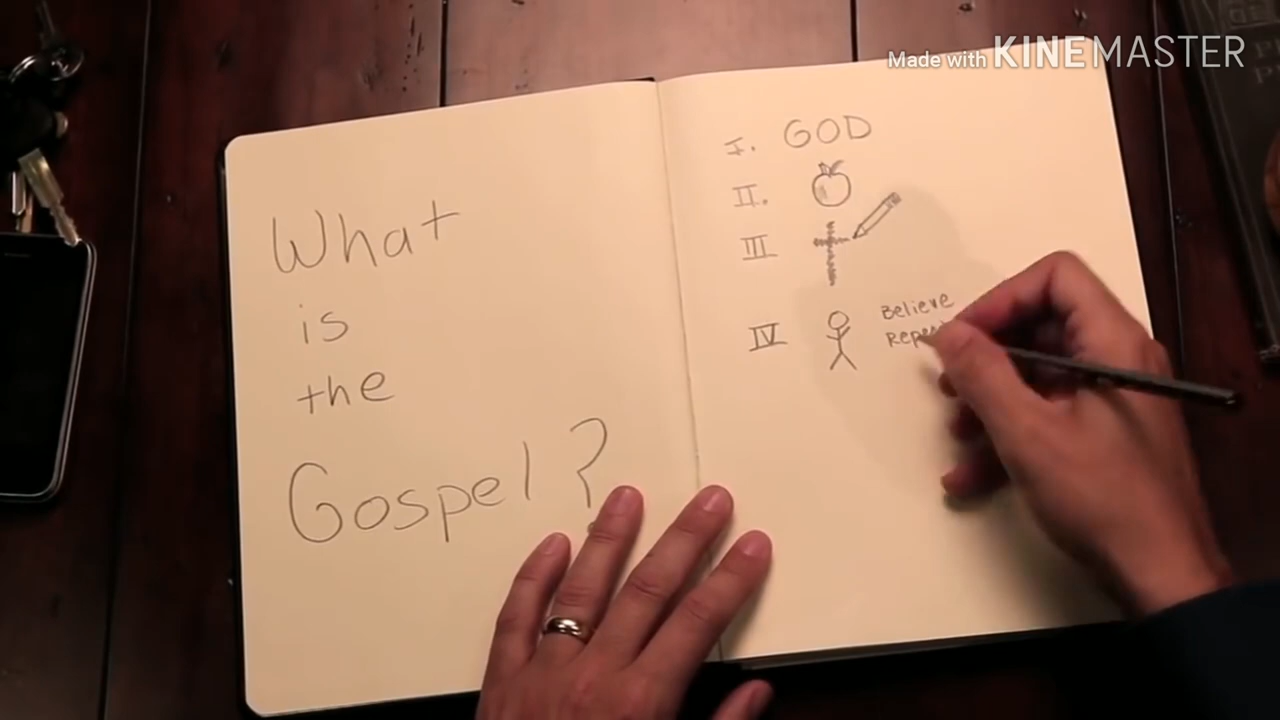 Made with KINEMASTER
What
is
the
Gospel?
I. GOD
II.
III
IV Believe